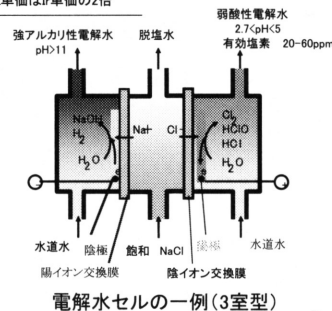 単価はIr単価の2倍
強アルカリ性電解水
pH>11
脱塩水
弱酸性電解水
2.7<pH<5
有効塩素 20-60ppm
NaOH
H2
H2O
Na+
Cl-
Cl2
HClO
HCl
H2O
e
e
水道水
陰極
飽和 NaCl
陽極
水道水
陽イオン交換膜
陰イオン交換膜
電解水セルの一例(3室型)